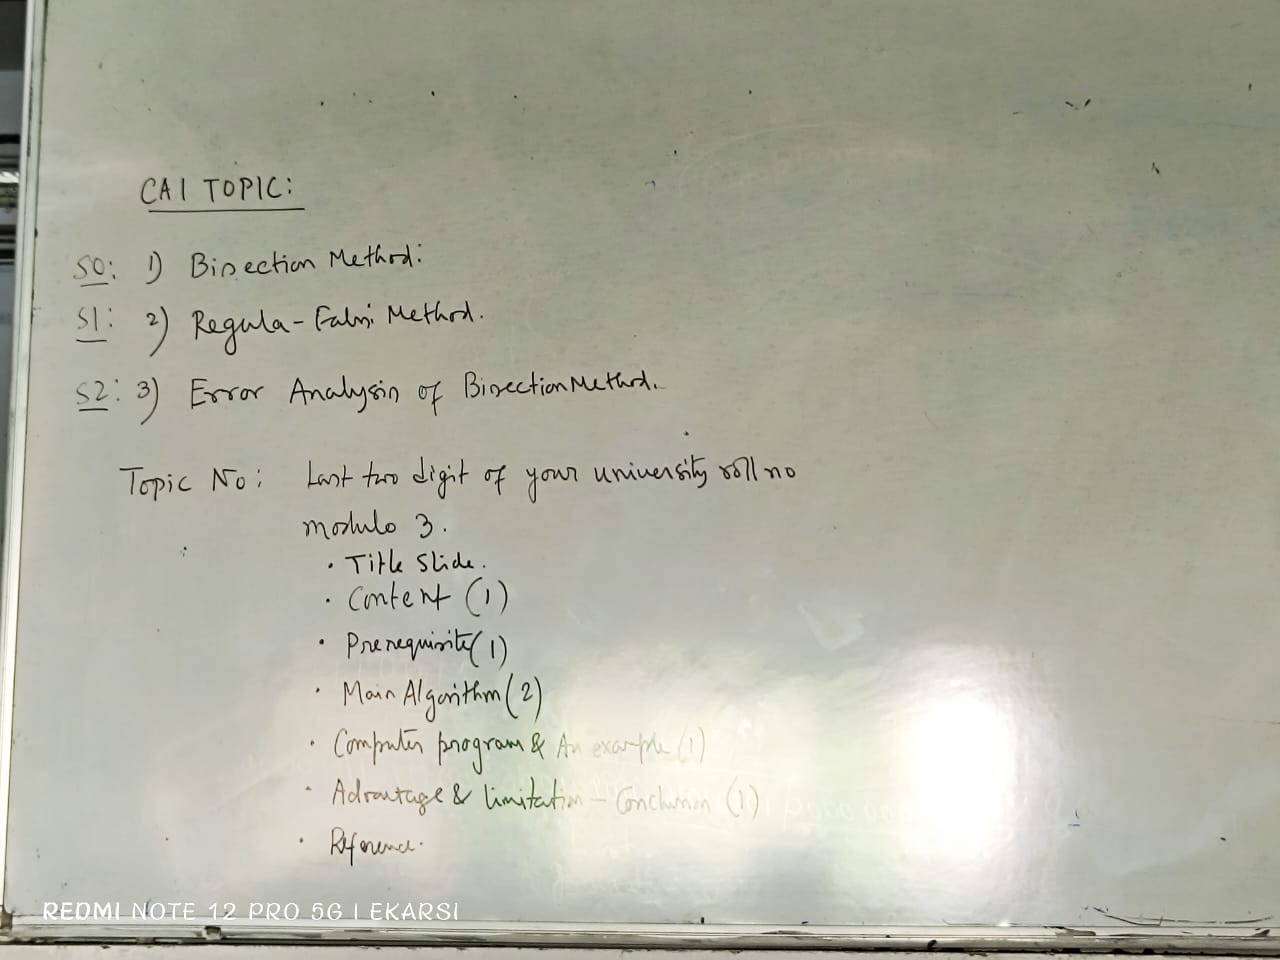 CA1 TOPIC:
S0: 1) Bisection Method:
S1: 2) Regula-Falsi Method.
S2: 3) Error Analysis of Bisection Method.
Topic No: Last two digit of your university roll no
modulo 3.
• Title Slide.
• Content (1)
• Prerequisite (1)
• Main Algorithm (2)
• Computer program & An example (1)
• Advantage & limitation - Conclusion (1)
• Reference.
REDMI NOTE 12 PRO 5G | EKARSI